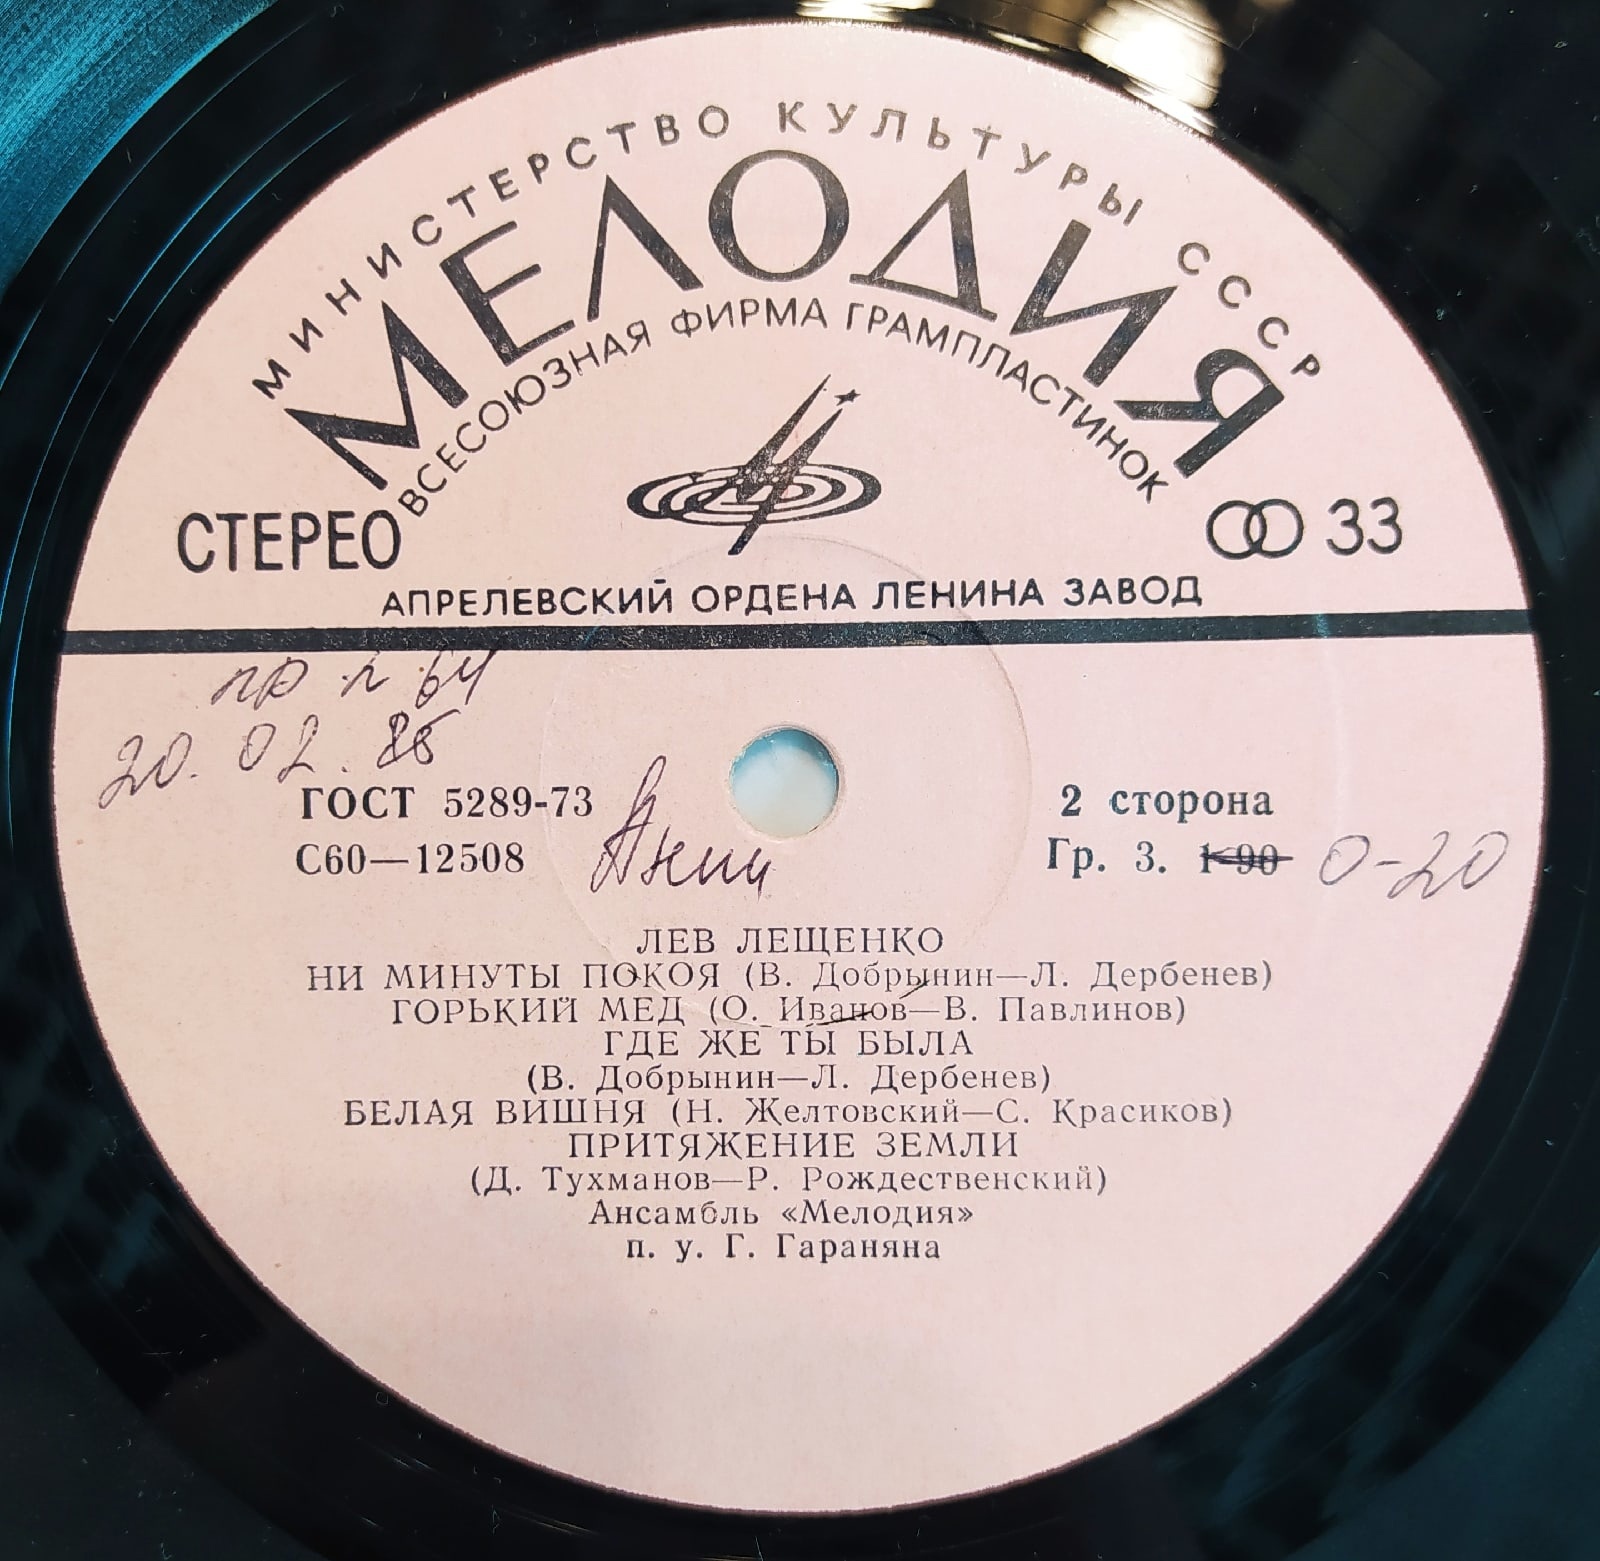 МИНИСТЕРСТВО КУЛЬТУРЫ СССР
МЕЛОДИЯ
ВСЕСОЮЗНАЯ ФИРМА ГРАМПЛАСТИНОК
СТЕРЕО
33
АПРЕЛЕВСКИЙ ОРДЕНА ЛЕНИНА ЗАВОД
20. 02. 86
ГОСТ 5289-73
2 сторона
С60—12508
Гр. 3. 1-90 0-20
ЛЕВ ЛЕЩЕНКО
НИ МИНУТЫ ПОКОЯ (В. Добрынин—Л. Дербенев)
ГОРЬКИЙ МЕД (О. Иванов—В. Павлинов)
ГДЕ ЖЕ ТЫ БЫЛА
(В. Добрынин—Л. Дербенев)
БЕЛАЯ ВИШНЯ (Н. Желтовский—С. Красиков)
ПРИТЯЖЕНИЕ ЗЕМЛИ
(Д. Тухманов—Р. Рождественский)
Ансамбль «Мелодия»
п. у. Г. Гараняна